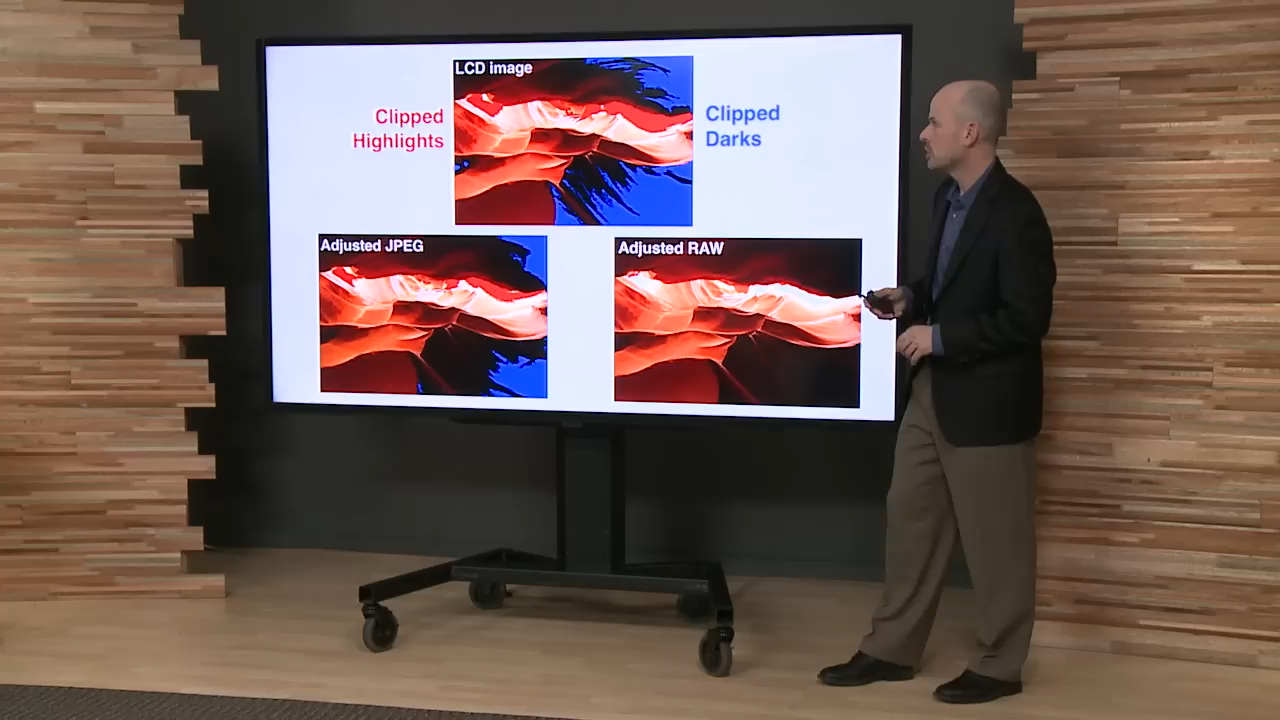 LCD image
Clipped
Highlights
Clipped
Darks
Adjusted JPEG
Adjusted RAW